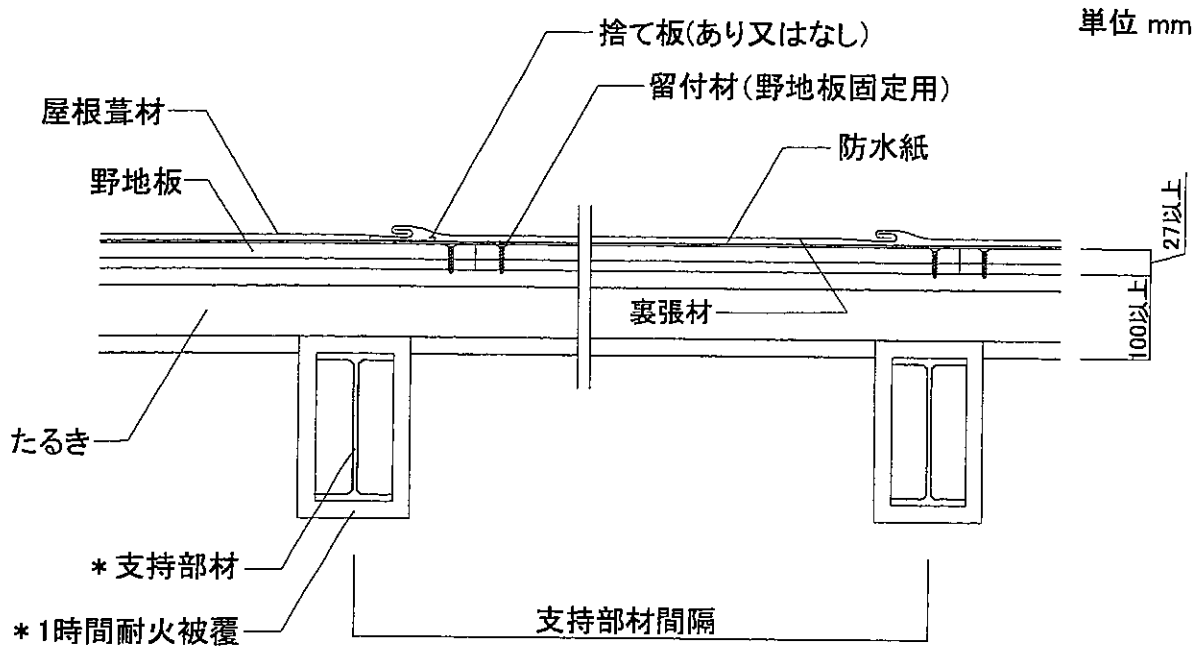 単位 mm
捨て板(あり又はなし)
留付材(野地板固定用)
屋根葺材
防水紙
野地板
27以上
裏張材
100以上
たるき
*支持部材
支持部材間隔
*1時間耐火被覆